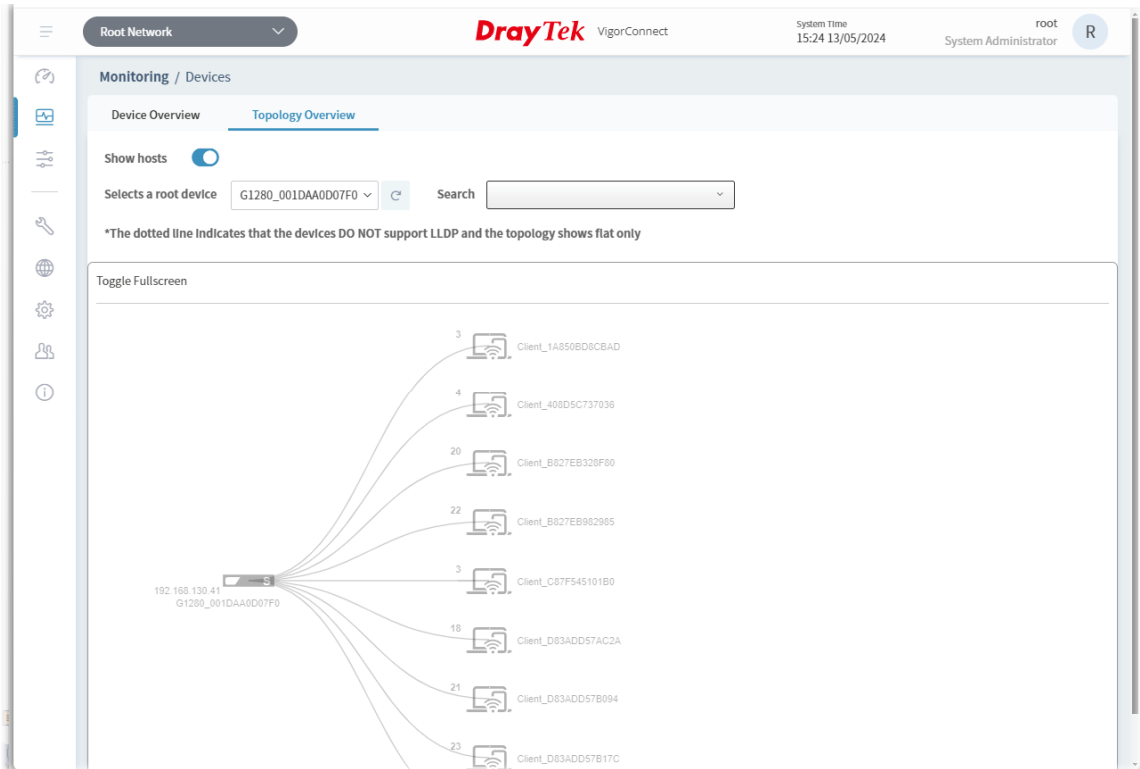 Root Network
DrayTek VigorConnect
System Time
15:24 13/05/2024
root
System Administrator
R
Monitoring / Devices
Device Overview
Topology Overview
Show hosts
Selects a root device
G1280_001DAA0D07F0
Search
*The dotted line indicates that the devices DO NOT support LLDP and the topology shows flat only
Toggle Fullscreen
3
Client_1A850BD8CBAD
4
Client_408D5C737036
20
Client_B827EB328F80
22
Client_B827EB982985
3
Client_C87F545101B0
S
192.168.130.41
G1280_001DAA0D07F0
18
Client_D83ADD57AC2A
21
Client_D83ADD57B094
23
Client_D83ADD57B17C